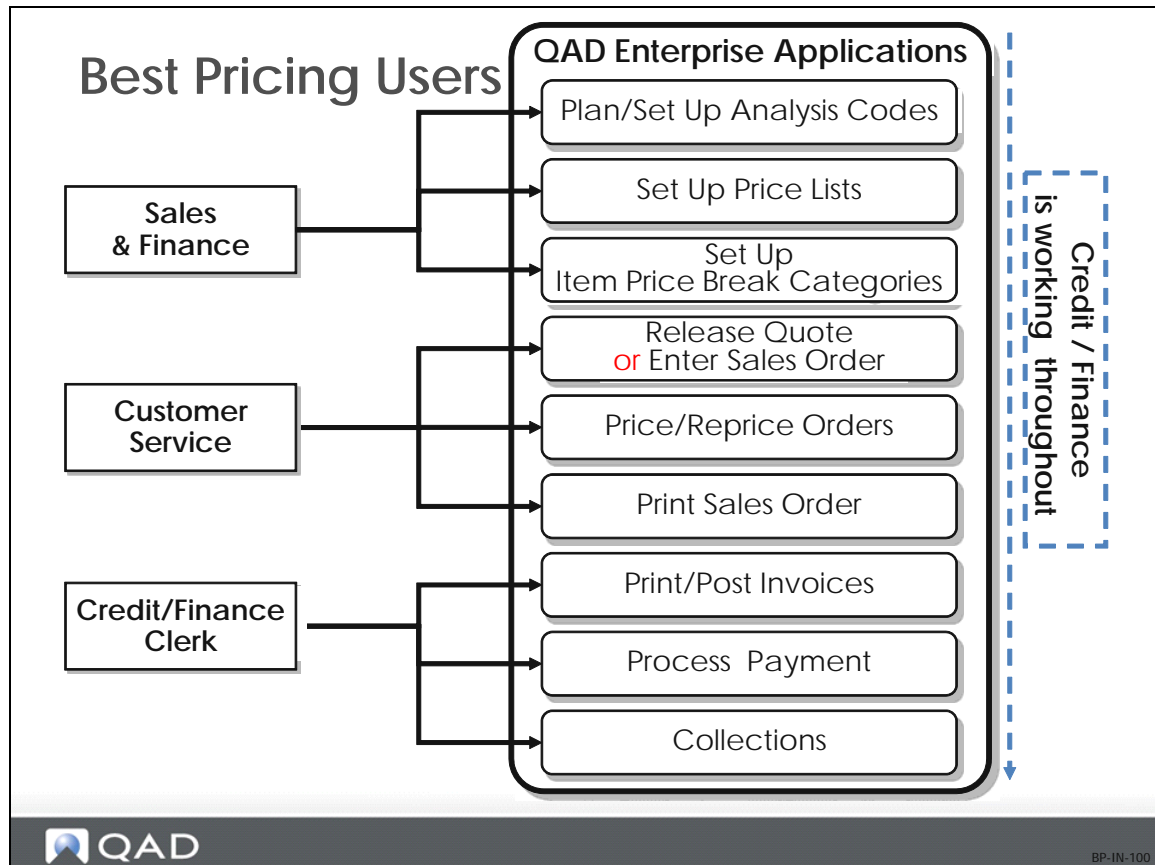 Best Pricing Users
QAD Enterprise Applications
Plan/Set Up Analysis Codes
Set Up Price Lists
Set Up
Item Price Break Categories
Sales
& Finance
Release Quote
or Enter Sales Order
Price/Reprice Orders
Print Sales Order
Customer
Service
Print/Post Invoices
Process Payment
Collections
Credit/Finance
Clerk
Credit / Finance
is working throughout
QAD
BP-IN-100